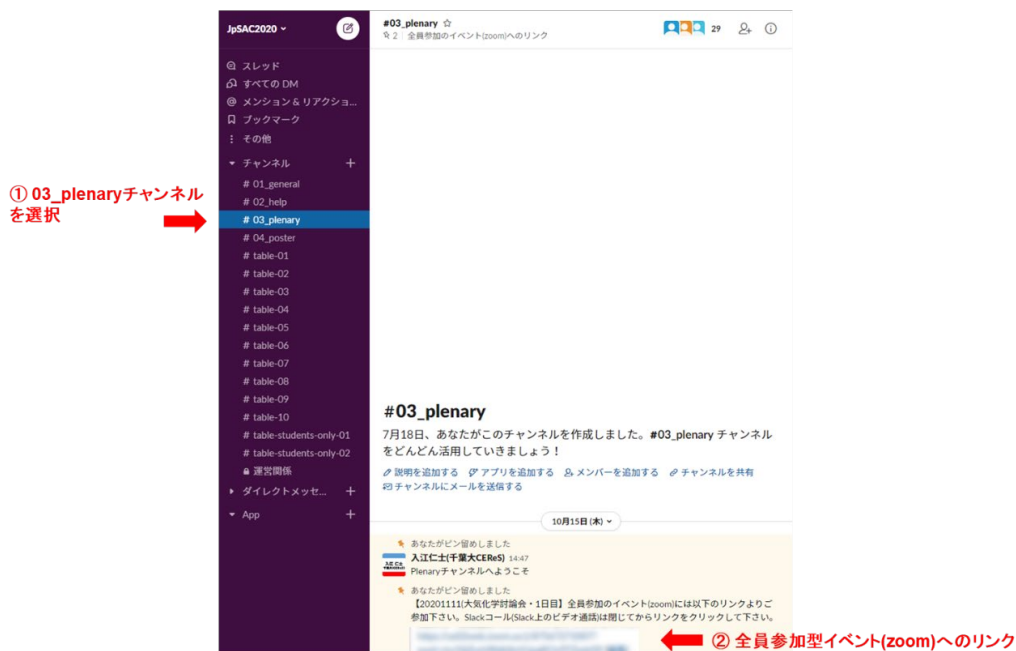 JpSAC2020
スレッド
すべての DM
@ メンション & リアクショ...
ブックマーク
その他
チャンネル +
# 01_general
# 02_help
# 03_plenary
# 04_poster
# table-01
# table-02
# table-03
# table-04
# table-05
# table-06
# table-07
# table-08
# table-09
# table-10
# table-students-only-01
# table-students-only-02
運営関係
ダイレクトメッセ... +
App +
① 03_plenaryチャンネル
を選択
#03_plenary
2 | 全員参加のイベント(zoom)へのリンク
29
#03_plenary
7月18日、あなたがこのチャンネルを作成しました。#03_plenary チャンネル
をどんどん活用していきましょう！
説明を追加する アプリを追加する メンバーを追加する チャンネルを共有
チャンネルにメールを送信する
10月15日 (木)
あなたがピン留めしました
入江仁士(千葉大CEReS) 14:47
Plenaryチャンネルへようこそ
あなたがピン留めしました
【20201111(大気化学討論会・1日目】全員参加のイベント(zoom)には以下のリンクよりご
参加下さい。Slackコール(Slack上のビデオ通話)は閉じてからリンクをクリックして下さい。
② 全員参加型イベント(zoom)へのリンク